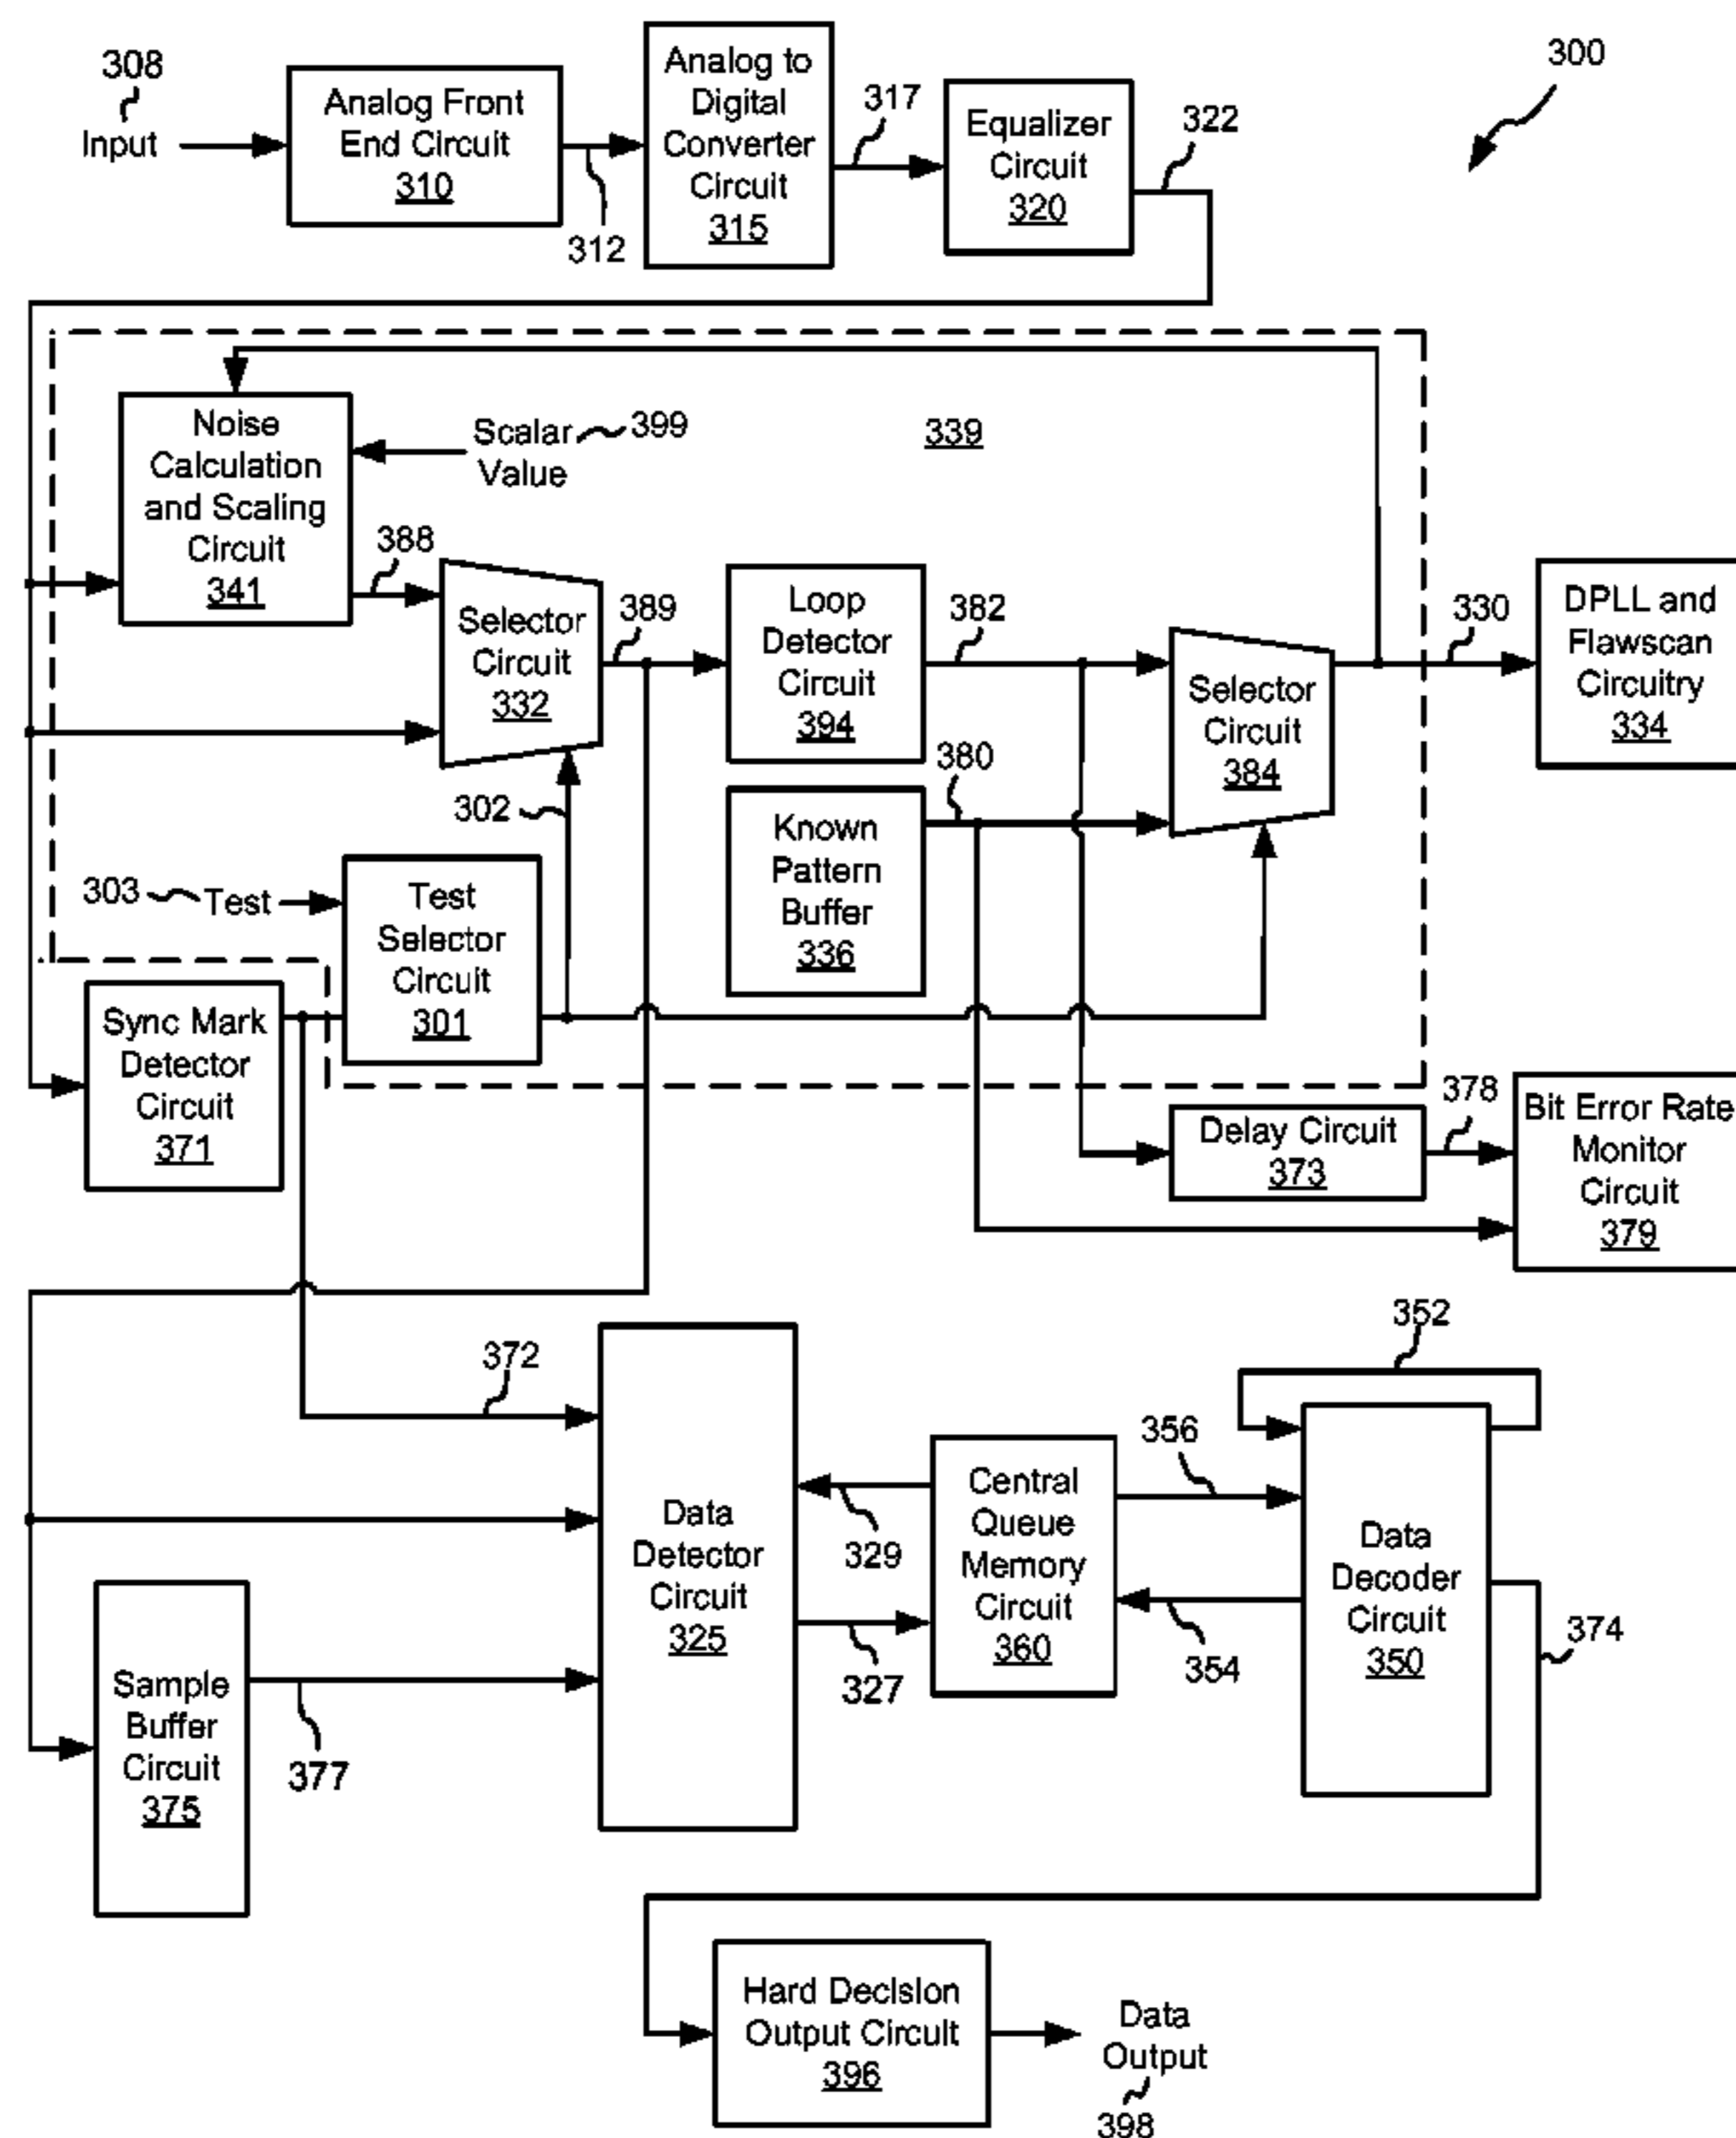 308
Input
Analog Front
End Circuit
310
312
Analog to
Digital
Converter
Circuit
315
317
Equalizer
Circuit
320
322
300
Noise
Calculation
and Scaling
Circuit
341
Scalar
Value
399
339
388
Selector
Circuit
332
389
Loop
Detector
Circuit
394
382
Selector
Circuit
384
330
DPLL and
Flawscan
Circuitry
334
302
380
Known
Pattern
Buffer
336
303
Test
Test
Selector
Circuit
301
Sync Mark
Detector
Circuit
371
Delay Circuit
373
378
Bit Error Rate
Monitor
Circuit
379
372
352
Data
Detector
Circuit
325
329
327
Central
Queue
Memory
Circuit
360
356
354
Data
Decoder
Circuit
350
374
Sample
Buffer
Circuit
375
377
Hard Decision
Output Circuit
396
Data
Output
398